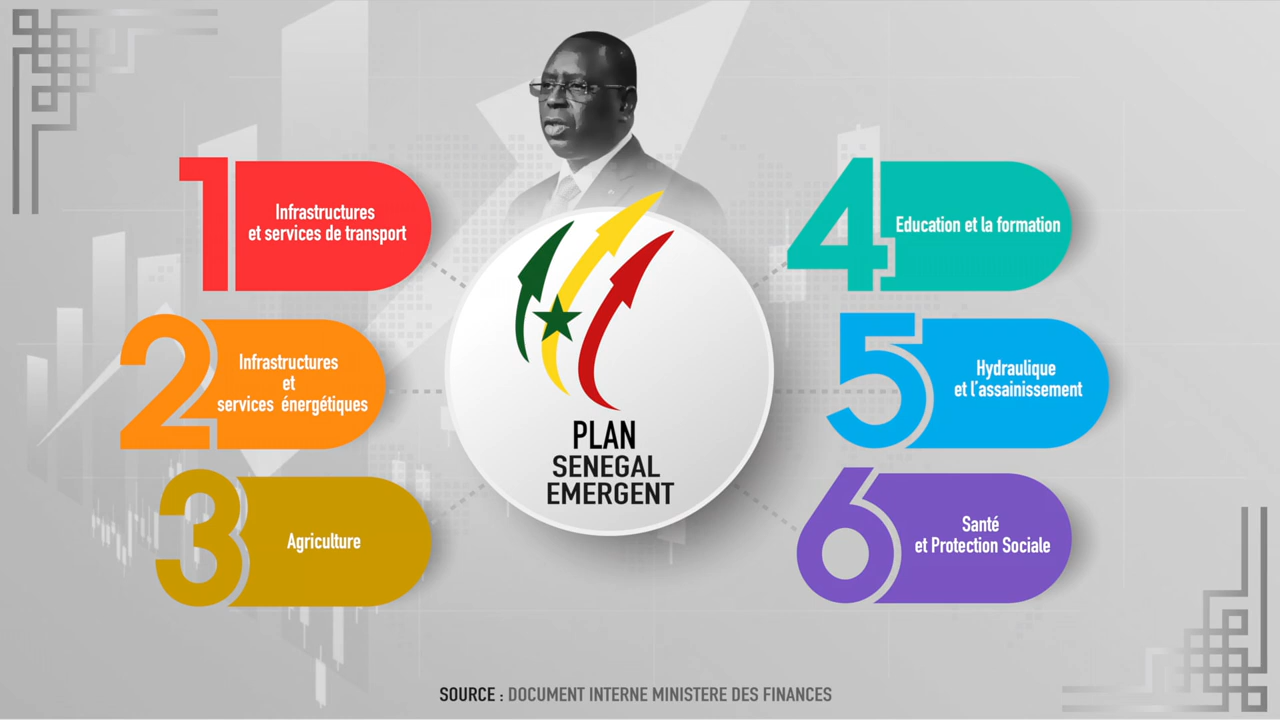 1
Infrastructures
et services de transport
2
Infrastructures
et
services énergétiques
3
Agriculture
4
Education et la formation
5
Hydraulique
et l'assainissement
6
Santé
et Protection Sociale
PLAN
SENEGAL
EMERGENT
SOURCE : DOCUMENT INTERNE MINISTERE DES FINANCES